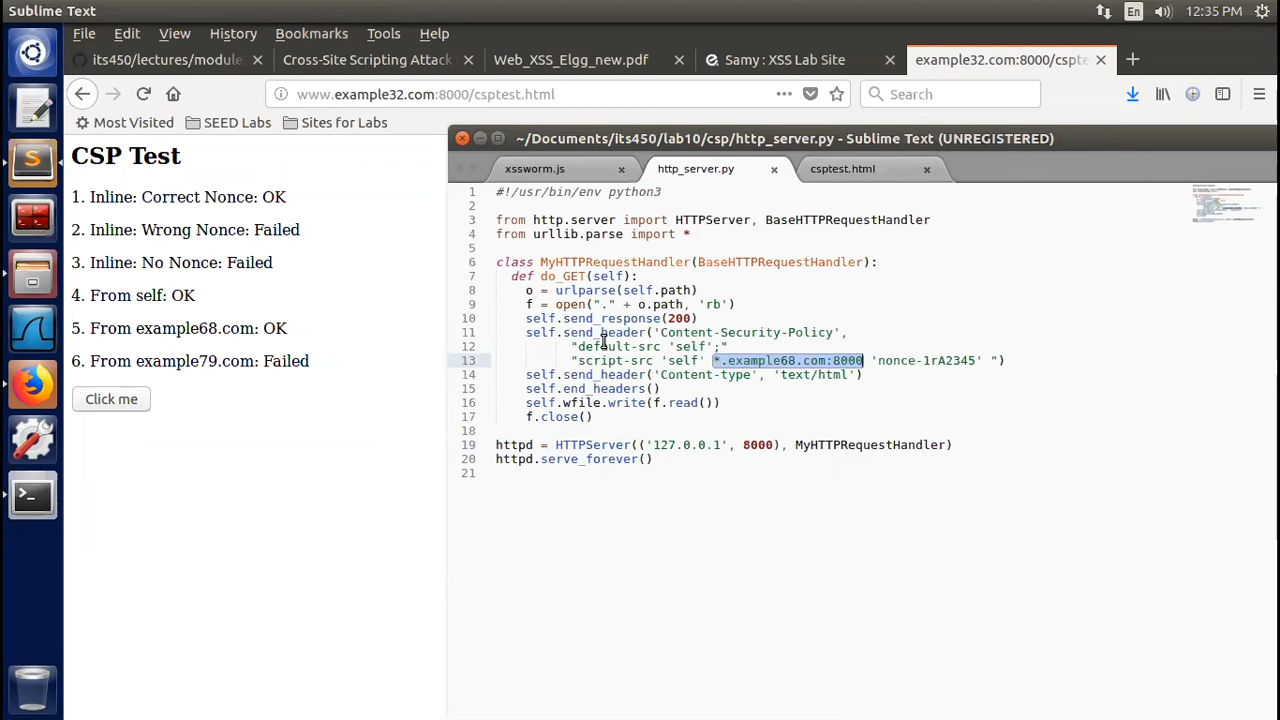 Sublime Text
En
12:35 PM
File Edit View History Bookmarks Tools Help
its450/lectures/module
Cross-Site Scripting Attack
Web_XSS_Elgg_new.pdf
Samy : XSS Lab Site
example32.com:8000/cspte
www.example32.com:8000/csptest.html
Search
Most Visited
SEED Labs
Sites for Labs
CSP Test
1. Inline: Correct Nonce: OK
2. Inline: Wrong Nonce: Failed
3. Inline: No Nonce: Failed
4. From self: OK
5. From example68.com: OK
6. From example79.com: Failed
Click me
~/Documents/its450/lab10/csp/http_server.py - Sublime Text (UNREGISTERED)
xssworm.js
http_server.py
csptest.html
1 #!/usr/bin/env python3
2
3 from http.server import HTTPServer, BaseHTTPRequestHandler
4 from urllib.parse import *
5
6 class MyHTTPRequestHandler(BaseHTTPRequestHandler):
7 def do_GET(self):
8 o = urlparse(self.path)
9 f = open("." + o.path, 'rb')
10 self.send_response(200)
11 self.send_header('Content-Security-Policy',
12 "default-src 'self';"
13 "script-src 'self' *.example68.com:8000 'nonce-1rA2345' ")
14 self.send_header('Content-type', 'text/html')
15 self.end_headers()
16 self.wfile.write(f.read())
17 f.close()
18
19 httpd = HTTPServer(('127.0.0.1', 8000), MyHTTPRequestHandler)
20 httpd.serve_forever()
21